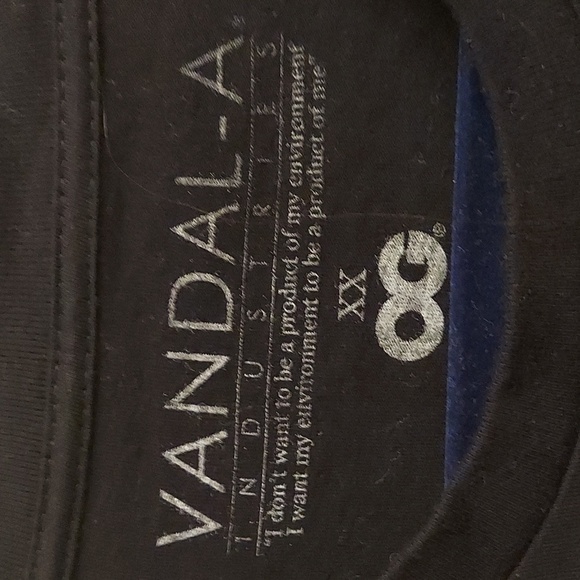 VANDAL-A®
INDUSTRIES
"I don't want to be a product of my environment
I want my environment to be a product of me"
XX
OG®